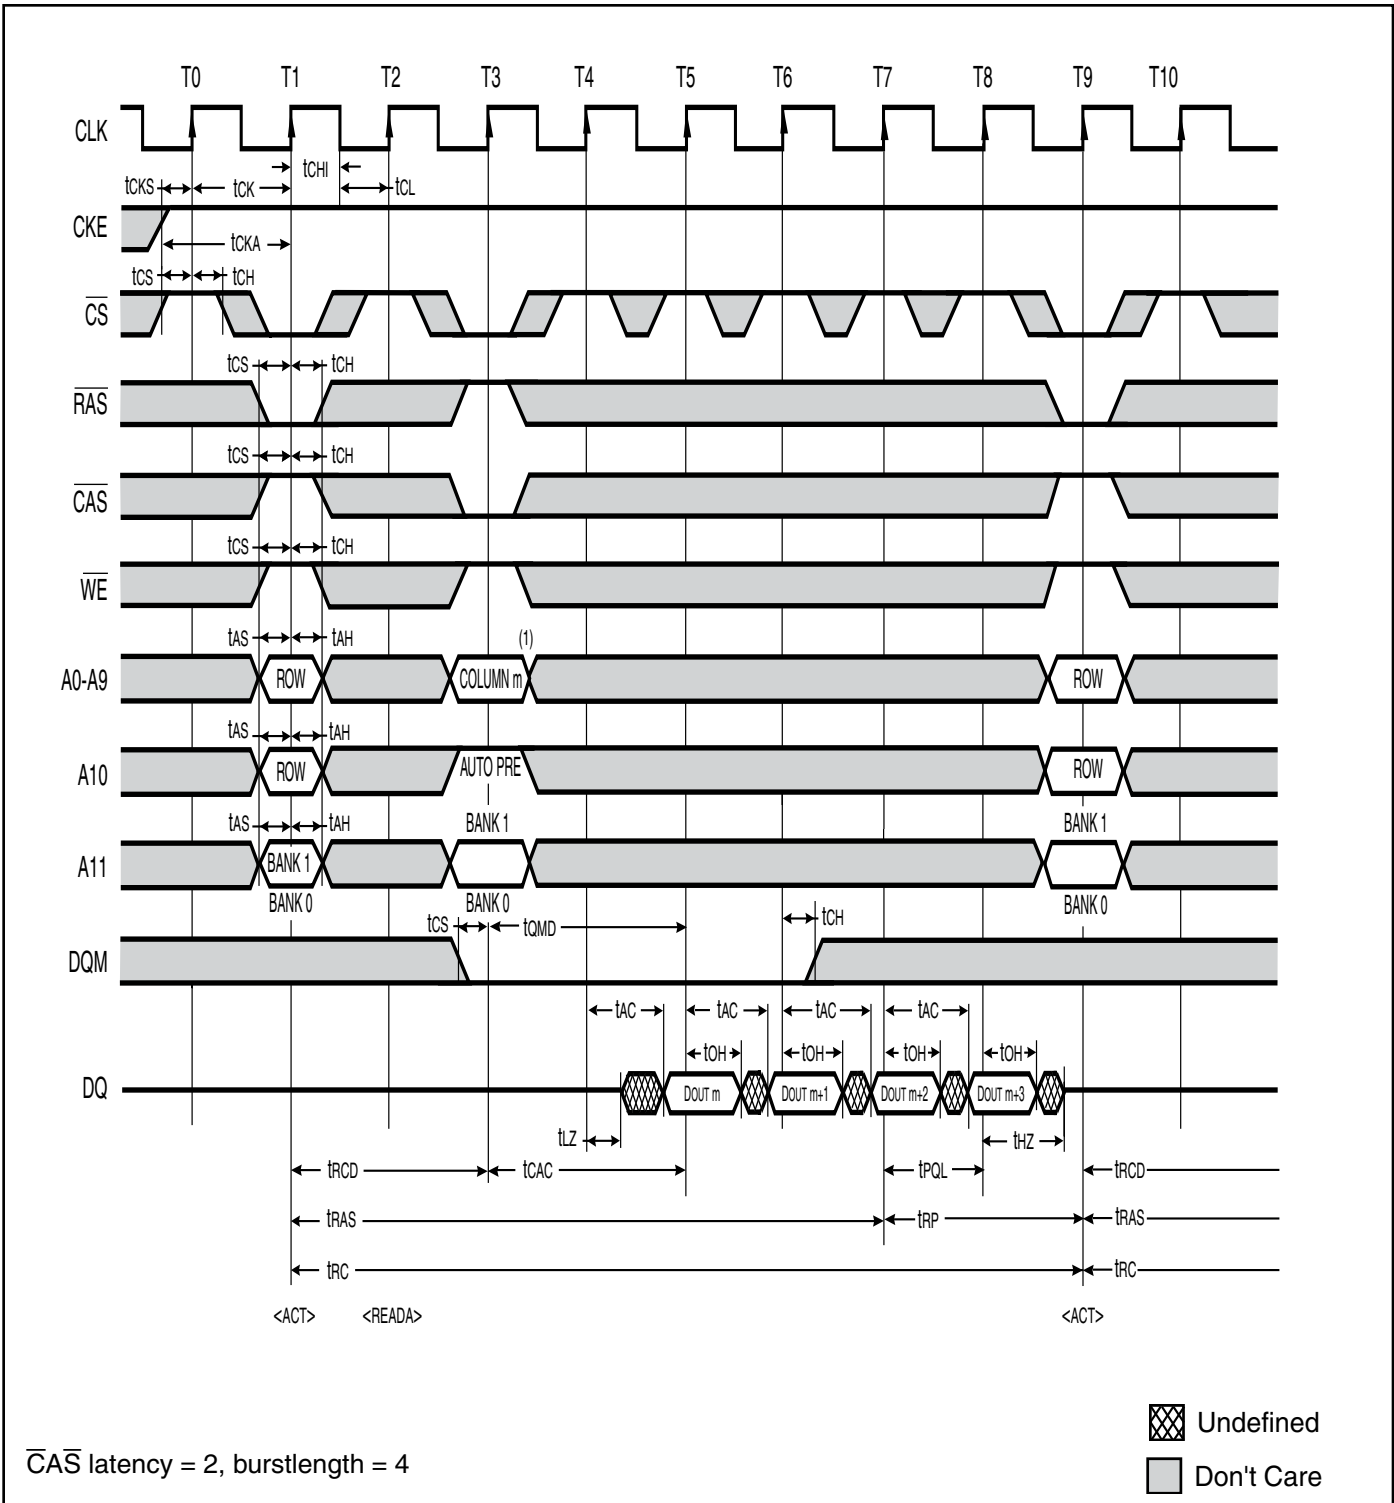 T0 T1 T2 T3 T4 T5 T6 T7 T8 T9 T10
CLK
tCHI
tCKS tCK tCL
CKE
tCKA
tCS tCH
CS
tCS tCH
RAS
tCS tCH
CAS
tCS tCH
WE
tAS tAH (1)
A0-A9 ROW COLUMN m ROW
tAS tAH
A10 ROW AUTO PRE ROW
tAS tAH BANK 1 BANK 1
A11 BANK 1
BANK 0 BANK 0 BANK 0
tCS tQMD tCH
DQM
tAC tAC tAC tAC
tOH tOH tOH tOH
DQ DOUT m DOUT m+1 DOUT m+2 DOUT m+3
tLZ tHZ
tRCD tCAC tPQL tRCD
tRAS tRP tRAS
tRC tRC
<ACT> <READA> <ACT>
Undefined
CAS latency = 2, burstlength = 4
Don't Care